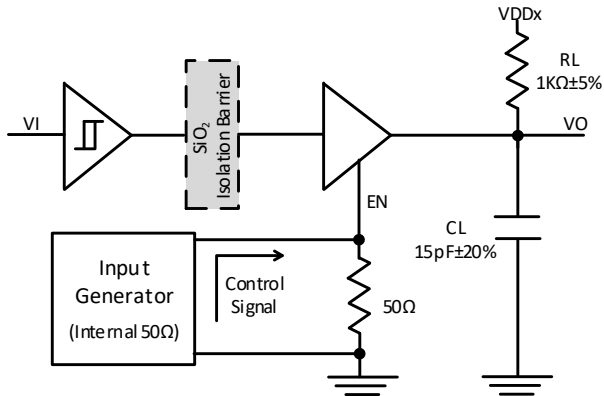 VDDx
RL
1KΩ±5%
VI
SiO₂
Isolation Barrier
VO
EN
CL
15pF±20%
Input
Generator
(Internal 50Ω)
Control
Signal
50Ω